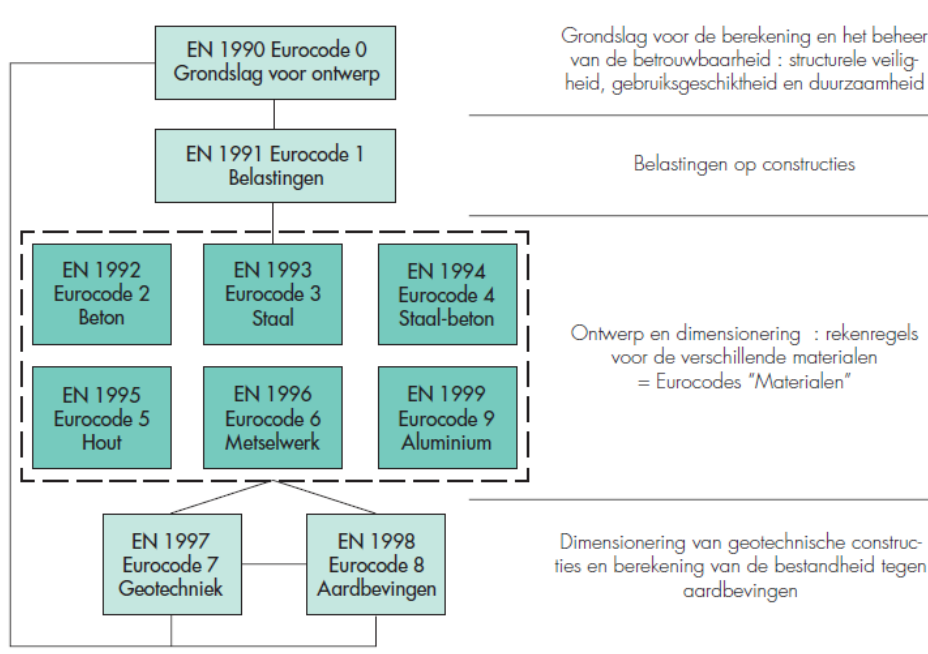 EN 1990 Eurocode 0
Grondslag voor ontwerp
Grondslag voor de berekening en het beheer
van de betrouwbaarheid : structurele veilig-
heid, gebruiksgeschiktheid en duurzaamheid
EN 1991 Eurocode 1
Belastingen
Belastingen op constructies
EN 1992
Eurocode 2
Beton
EN 1993
Eurocode 3
Staal
EN 1994
Eurocode 4
Staal-beton
EN 1995
Eurocode 5
Hout
EN 1996
Eurocode 6
Metselwerk
EN 1999
Eurocode 9
Aluminium
Ontwerp en dimensionering : rekenregels
voor de verschillende materialen
= Eurocodes "Materialen"
EN 1997
Eurocode 7
Geotechniek
EN 1998
Eurocode 8
Aardbevingen
Dimensionering van geotechnische construc-
ties en berekening van de bestandheid tegen
aardbevingen